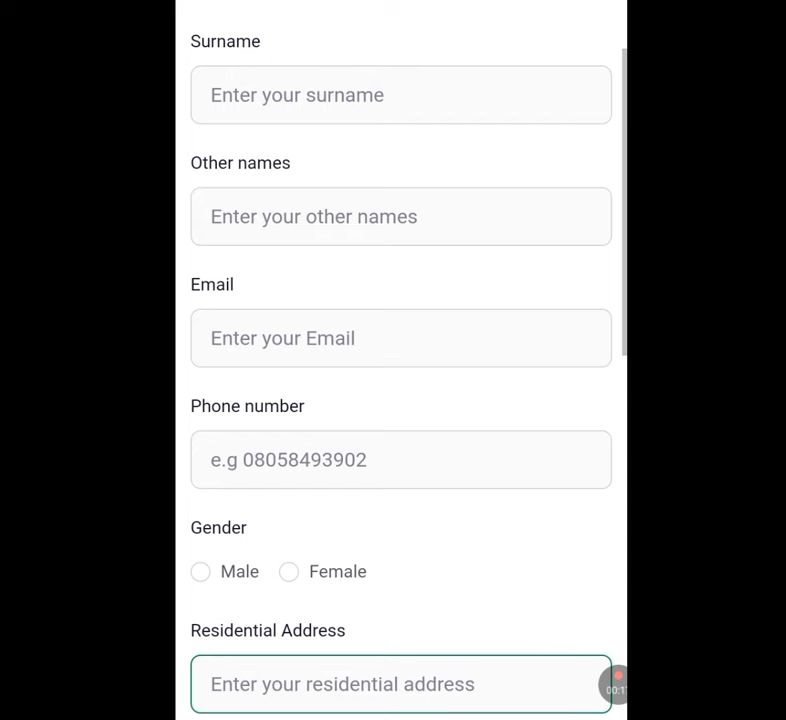 Surname
Enter your surname
Other names
Enter your other names
Email
Enter your Email
Phone number
e.g 08058493902
Gender
Male Female
Residential Address
Enter your residential address